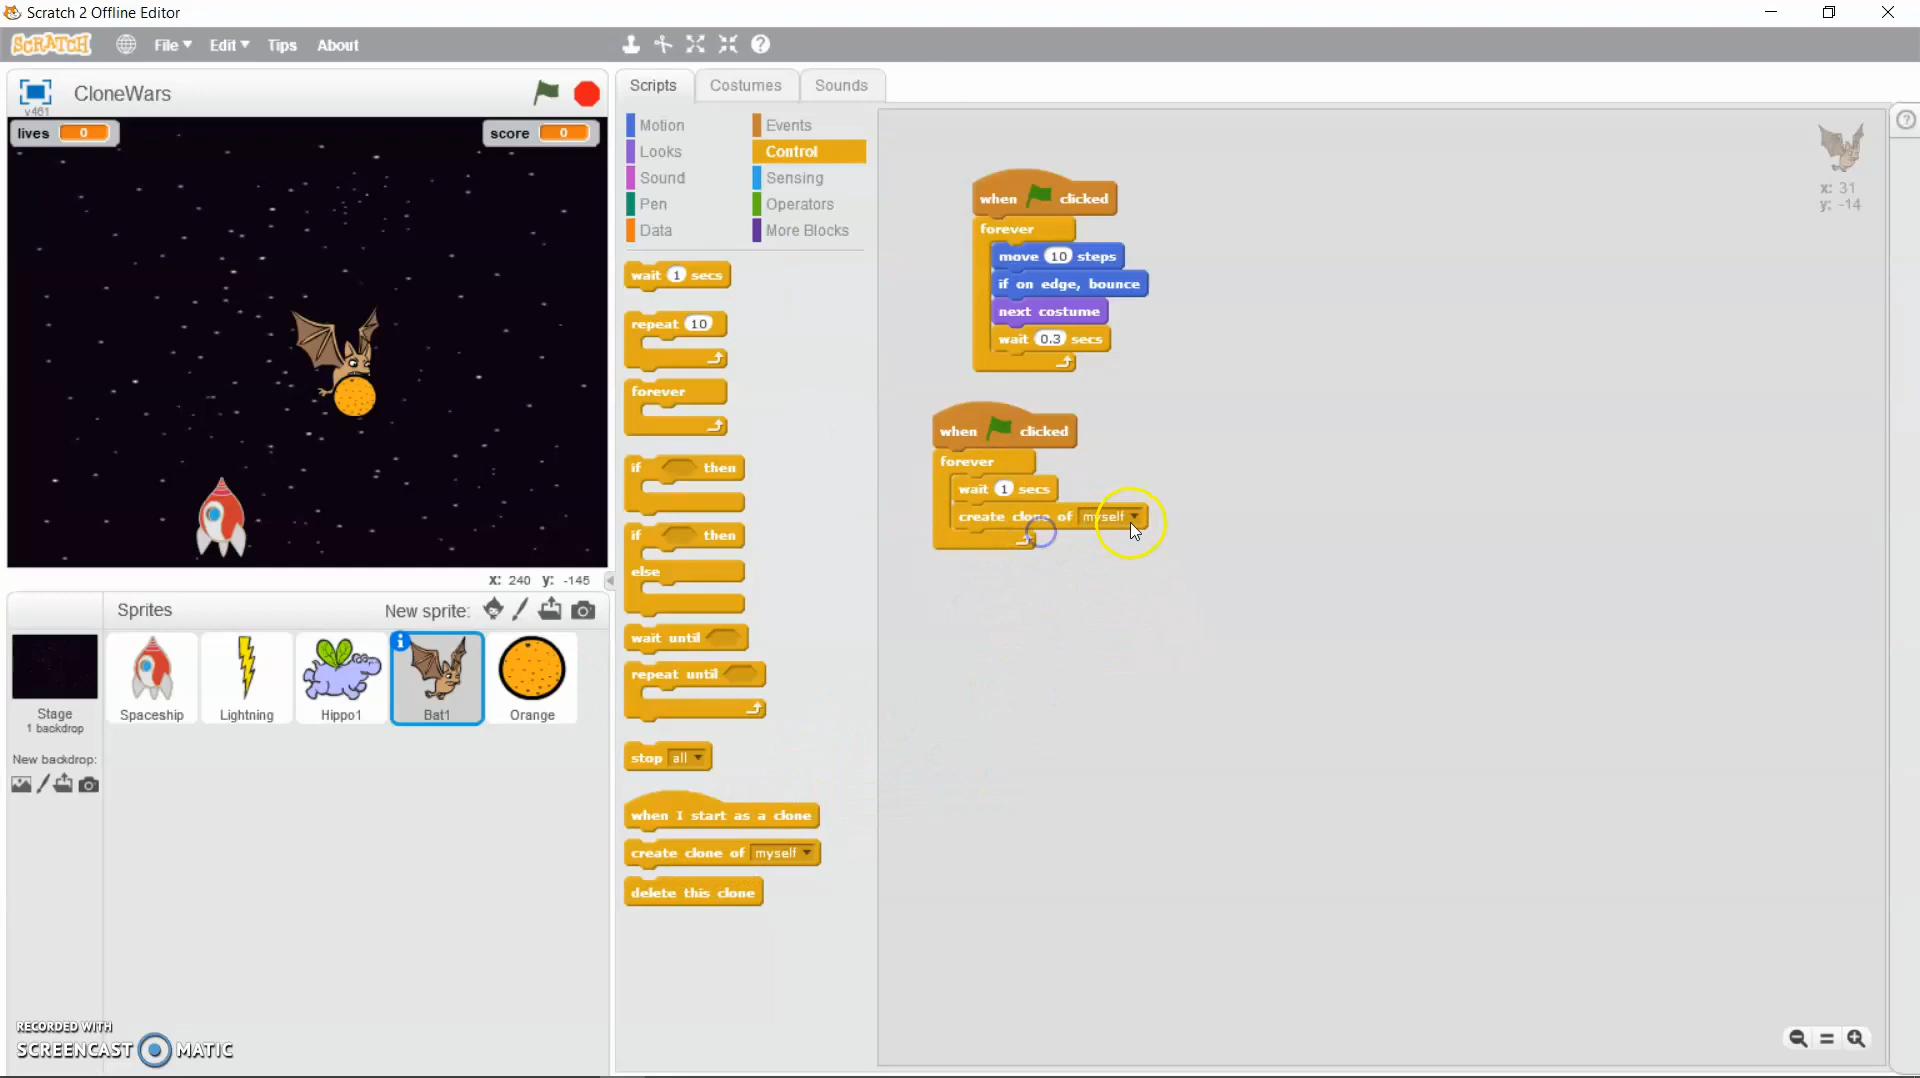 Scratch 2 Offline Editor
SCRATCH File Edit Tips About
CloneWars
v461
lives 0
score 0
x: 240 y: -145
Sprites
New sprite:
Stage
1 backdrop
New backdrop:
Spaceship
Lightning
Hippo1
Bat1
Orange
RECORDED WITH
SCREENCAST MATIC
Scripts Costumes Sounds
Motion
Looks
Sound
Pen
Data
Events
Control
Sensing
Operators
More Blocks
wait 1 secs
repeat 10
forever
if then
if then
else
wait until
repeat until
stop all
when I start as a clone
create clone of myself
delete this clone
when clicked
forever
move 10 steps
if on edge, bounce
next costume
wait 0.3 secs
when clicked
forever
wait 1 secs
create clone of myself
x: 31
y: -14